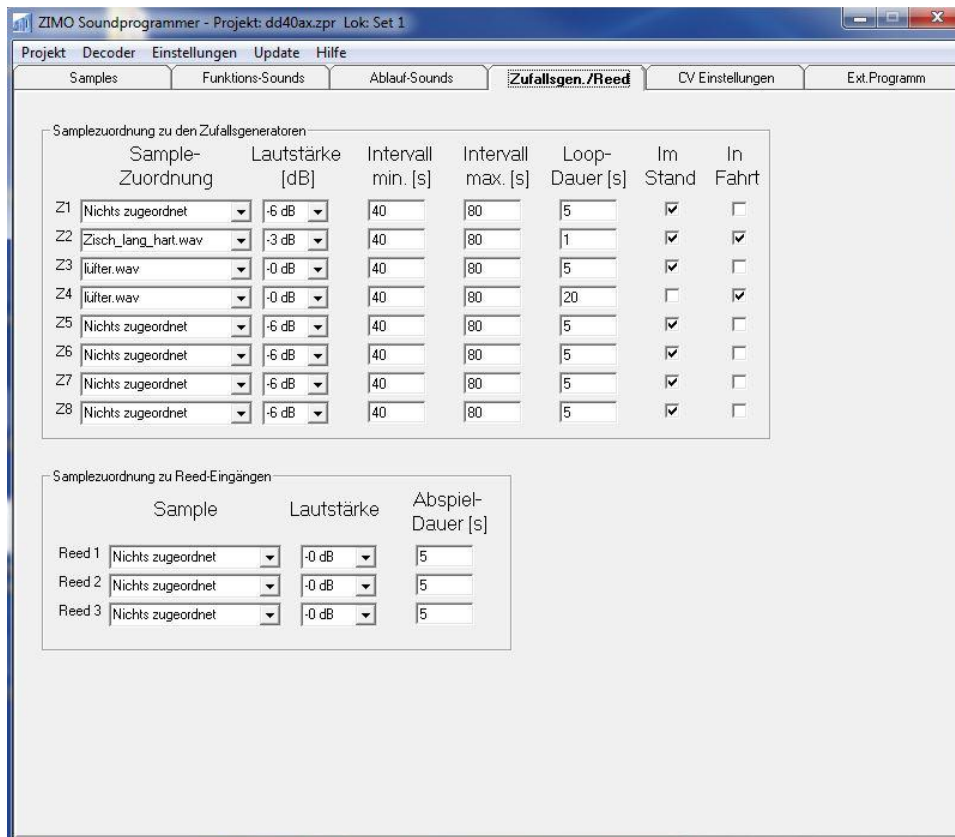 ZIMO Soundprogrammer - Projekt: dd40ax.zpr Lok: Set 1
Projekt Decoder Einstellungen Update Hilfe
Samples Funktions-Sounds Ablauf-Sounds Zufallsgen./Reed CV Einstellungen Ext.Programm
Samplezuordnung zu den Zufallsgeneratoren
Sample- Lautstärke Intervall Intervall Loop- Im In
Zuordnung [dB] min. [s] max. [s] Dauer [s] Stand Fahrt
Z1 Nichts zugeordnet -6 dB 40 80 5
Z2 Zisch_lang_hart.wav -3 dB 40 80 1
Z3 lüfter.wav -0 dB 40 80 5
Z4 lüfter.wav -0 dB 40 80 20
Z5 Nichts zugeordnet -6 dB 40 80 5
Z6 Nichts zugeordnet -6 dB 40 80 5
Z7 Nichts zugeordnet -6 dB 40 80 5
Z8 Nichts zugeordnet -6 dB 40 80 5
Samplezuordnung zu Reed-Eingängen
Sample Lautstärke Abspiel-
Dauer [s]
Reed 1 Nichts zugeordnet -0 dB 5
Reed 2 Nichts zugeordnet -0 dB 5
Reed 3 Nichts zugeordnet -0 dB 5